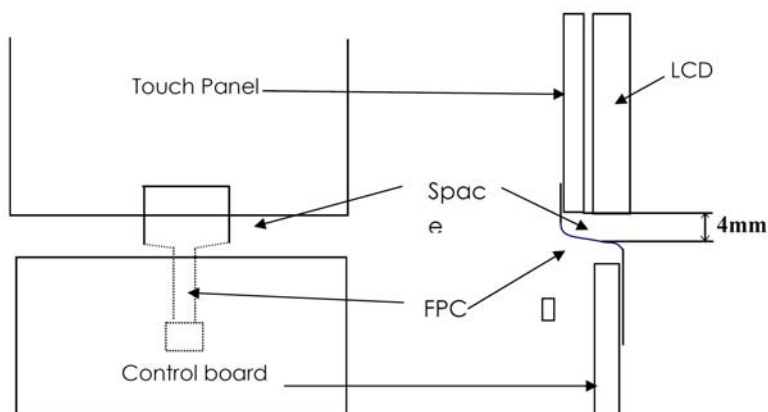 LCD
Touch Panel
Spac
e
4mm
FPC
Control board